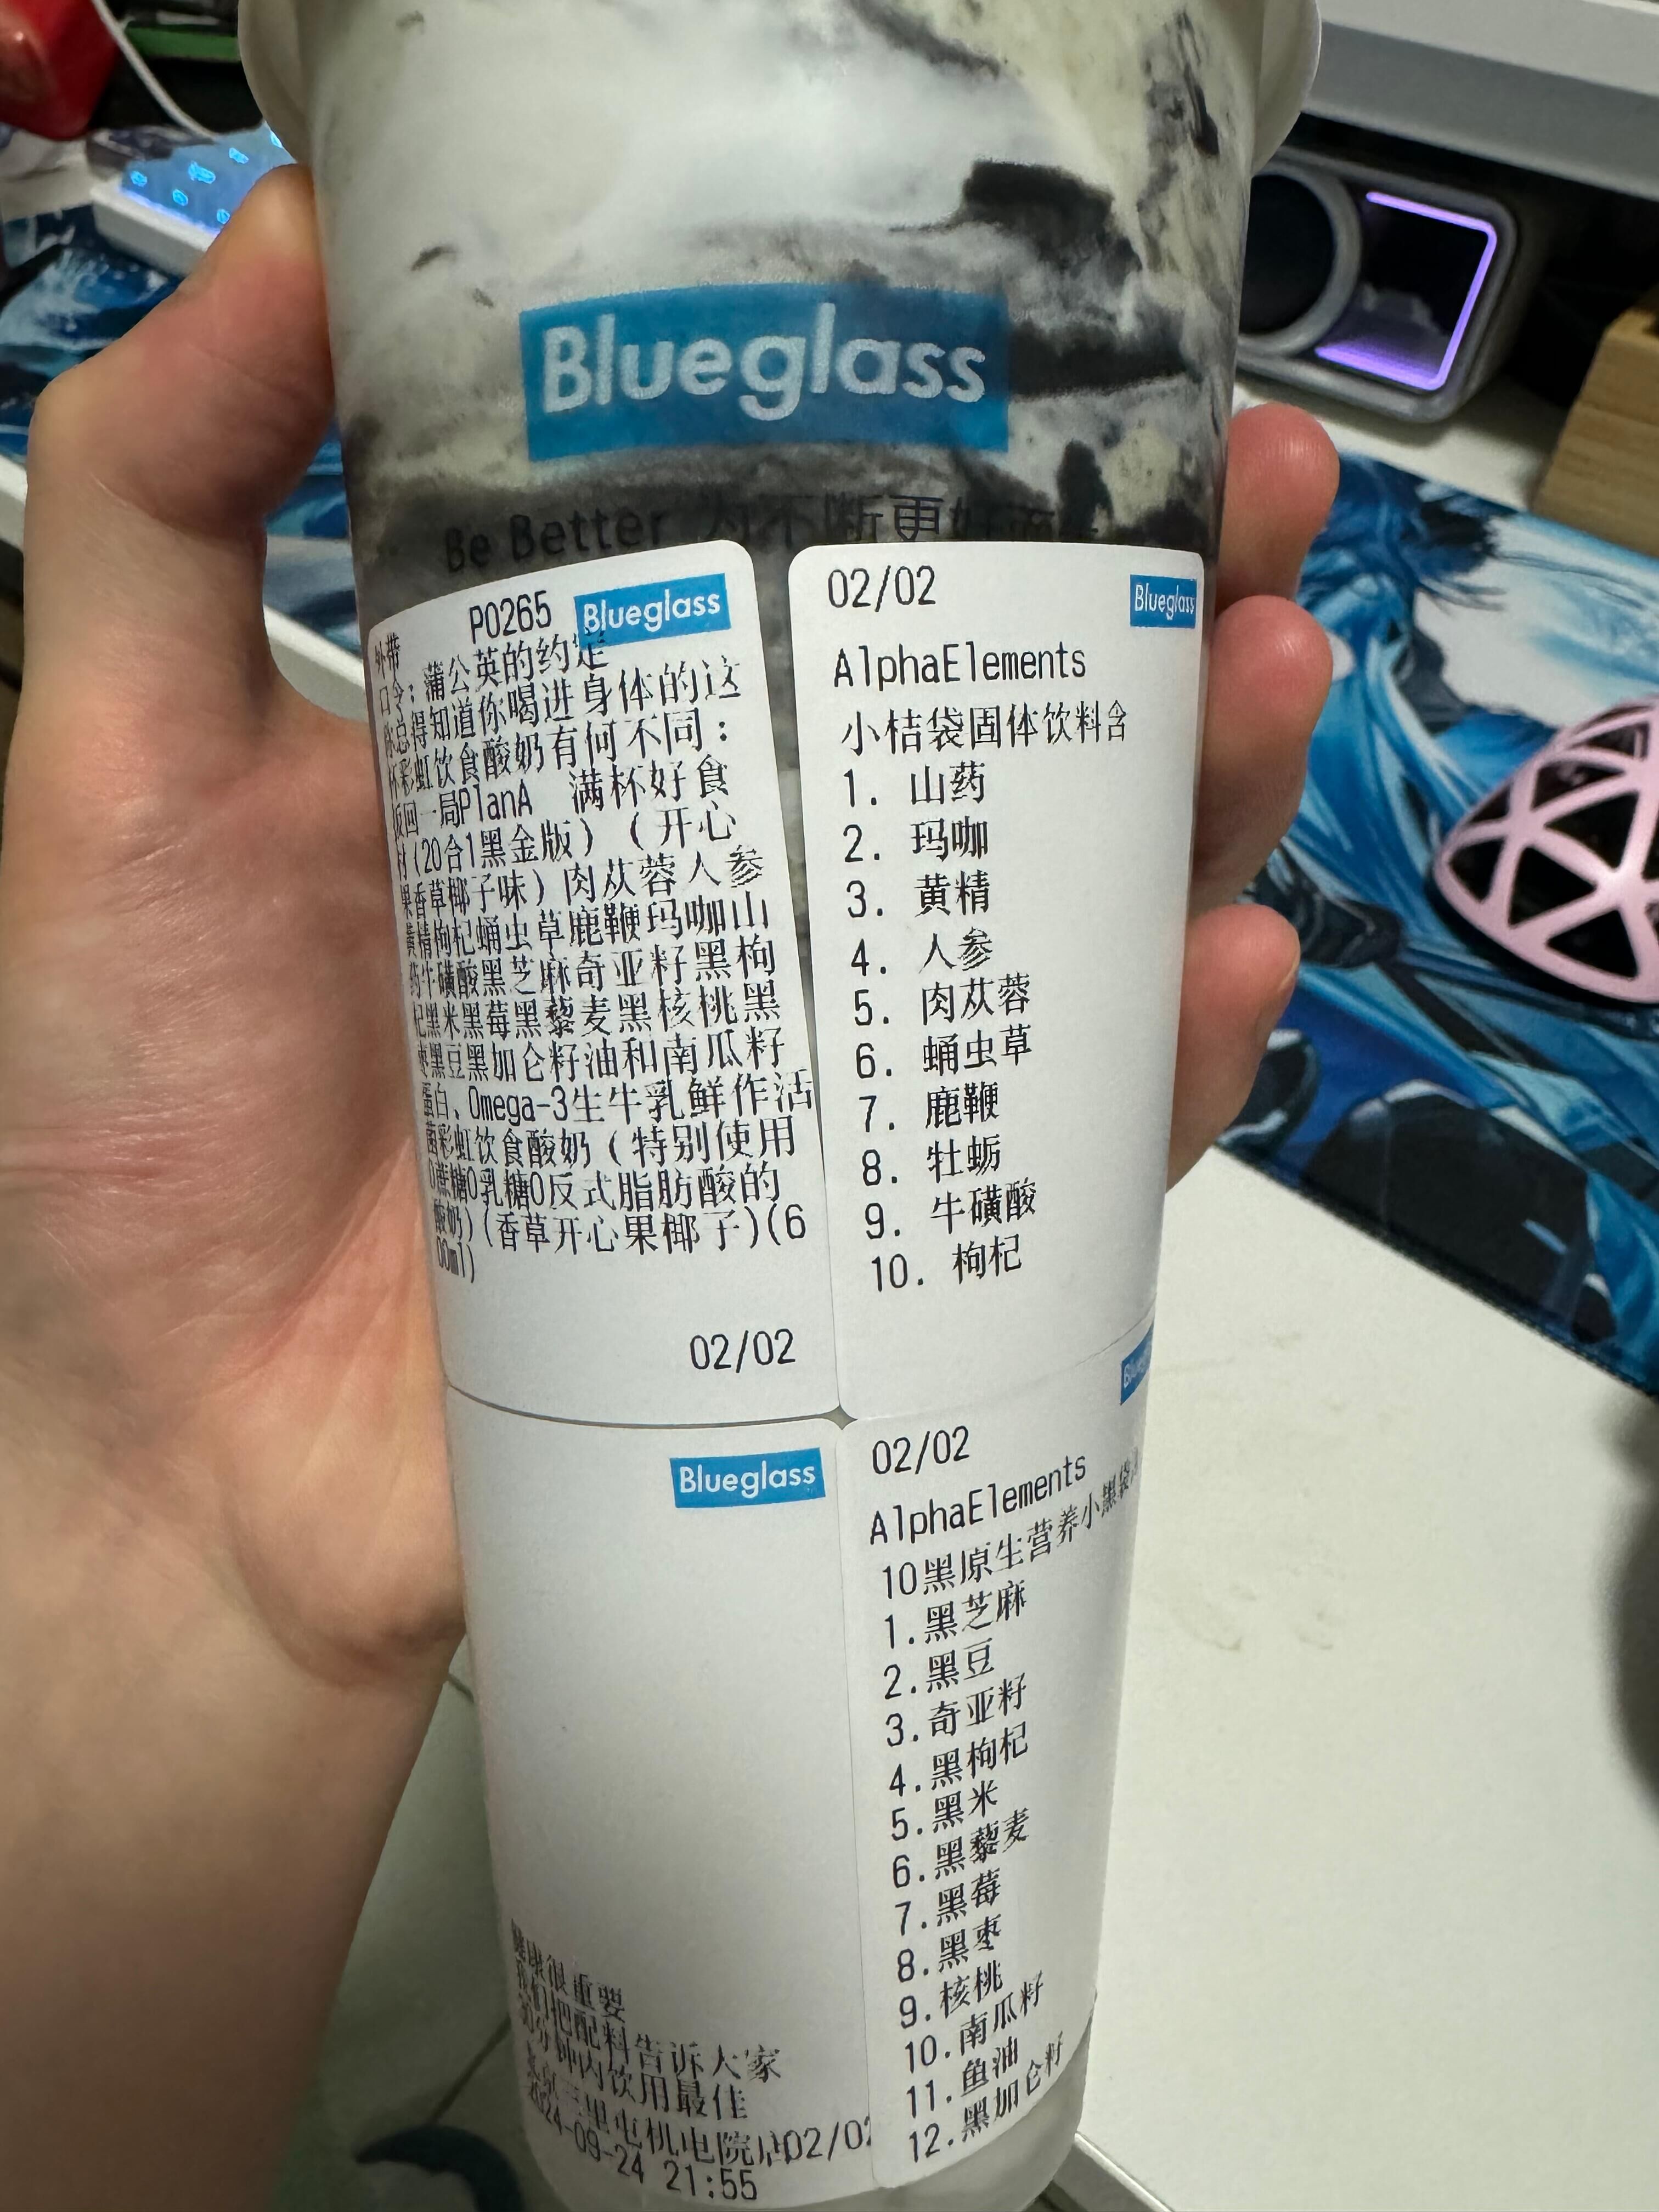 Blueglass
Be Better 为不断更好而生
P0265 Blueglass
外带
口令：蒲公英的约定
你总得知道你喝进身体的这
杯彩虹饮食酸奶有何不同：
扳回一局PlanA 满杯好食
材(20合1黑金版）（开心
果香草椰子味）肉苁蓉人参
黄精枸杞蛹虫草鹿鞭玛咖山
药牛磺酸黑芝麻奇亚籽黑枸
杞黑米黑莓黑藜麦黑核桃黑
枣黑豆黑加仑籽油和南瓜籽
蛋白、Omega-3生牛乳鲜作活
菌彩虹饮食酸奶（特别使用
0蔗糖0乳糖0反式脂肪酸的
酸奶)(香草开心果椰子)(6
00ml)
02/02
02/02
Blueglass
AlphaElements
小桔袋固体饮料含
1. 山药
2. 玛咖
3. 黄精
4. 人参
5. 肉苁蓉
6. 蛹虫草
7. 鹿鞭
8. 牡蛎
9. 牛磺酸
10. 枸杞
Blueglass
健康很重要
我们把配料告诉大家
30分钟内饮用最佳
北京三里屯机电院店02/02
2024-09-24 21:55
02/02
AlphaElements
10黑原生营养小黑袋
1.黑芝麻
2.黑豆
3.奇亚籽
4.黑枸杞
5.黑米
6.黑藜麦
7.黑莓
8.黑枣
9.核桃
10.南瓜籽
11.鱼油
12.黑加仑籽